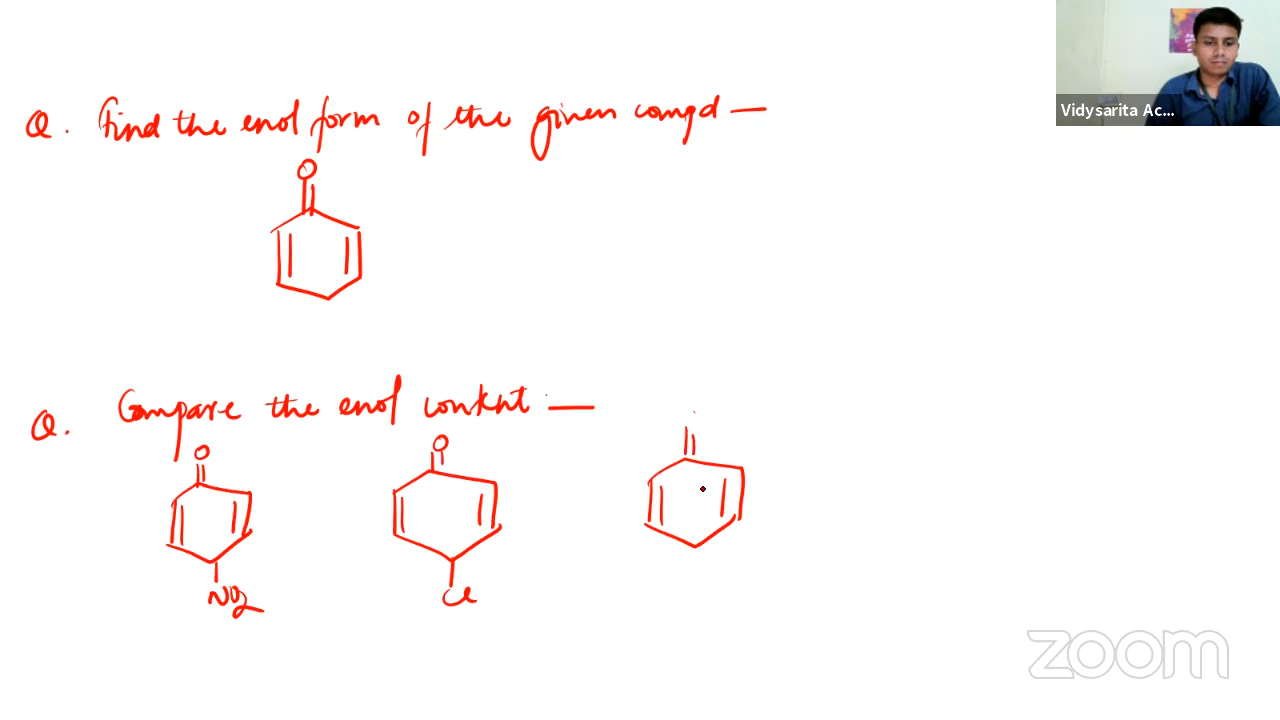 Vidysarita Ac...
Q. Find the enol form of the given compd —
O
Q. Compare the enol content :—
O O
NO2 Cl
zoom